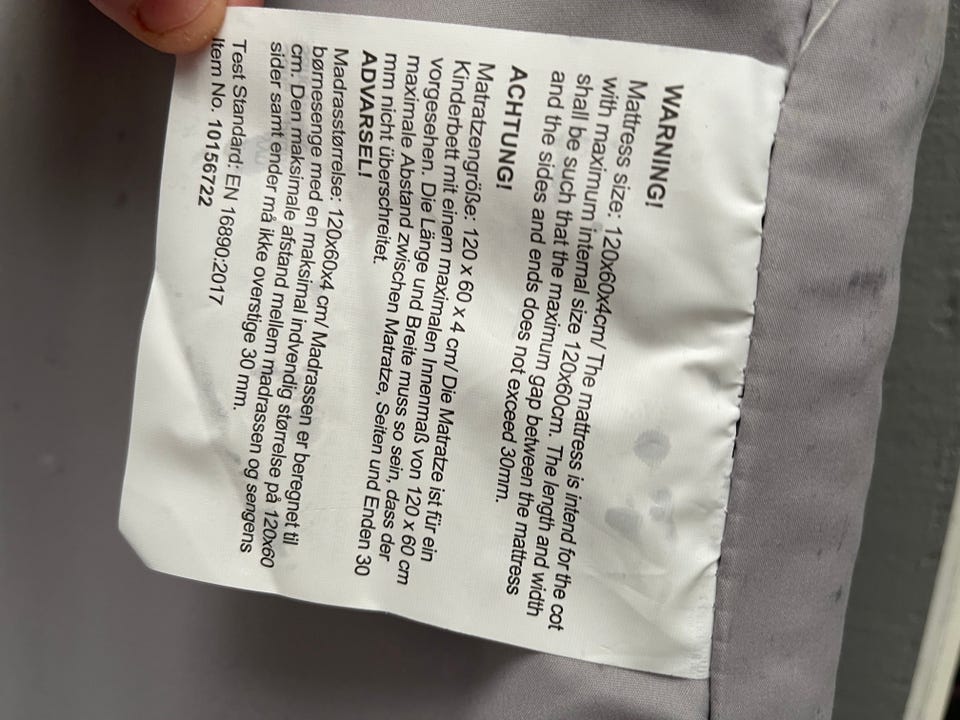 WARNING!
Mattress size: 120x60x4cm/ The mattress is intend for the cot
with maximum internal size 120x60cm. The length and width
shall be such that the maximum gap between the mattress
and the sides and ends does not exceed 30mm.
ACHTUNG!
Matratzengröße: 120 x 60 x 4 cm/ Die Matratze ist für ein
Kinderbett mit einem maximalen Innenmaß von 120 x 60 cm
vorgesehen. Die Länge und Breite muss so sein, dass der
maximale Abstand zwischen Matratze, Seiten und Enden 30
mm nicht überschreitet.
ADVARSEL!
Madrasstørrelse: 120x60x4 cm/ Madrassen er beregnet til
børnesenge med en maksimal indvendig størrelse på 120x60
cm. Den maksimale afstand mellem madrassen og sengens
sider samt ender må ikke overstige 30 mm.
Test Standard: EN 16890:2017
Item No. 10156722